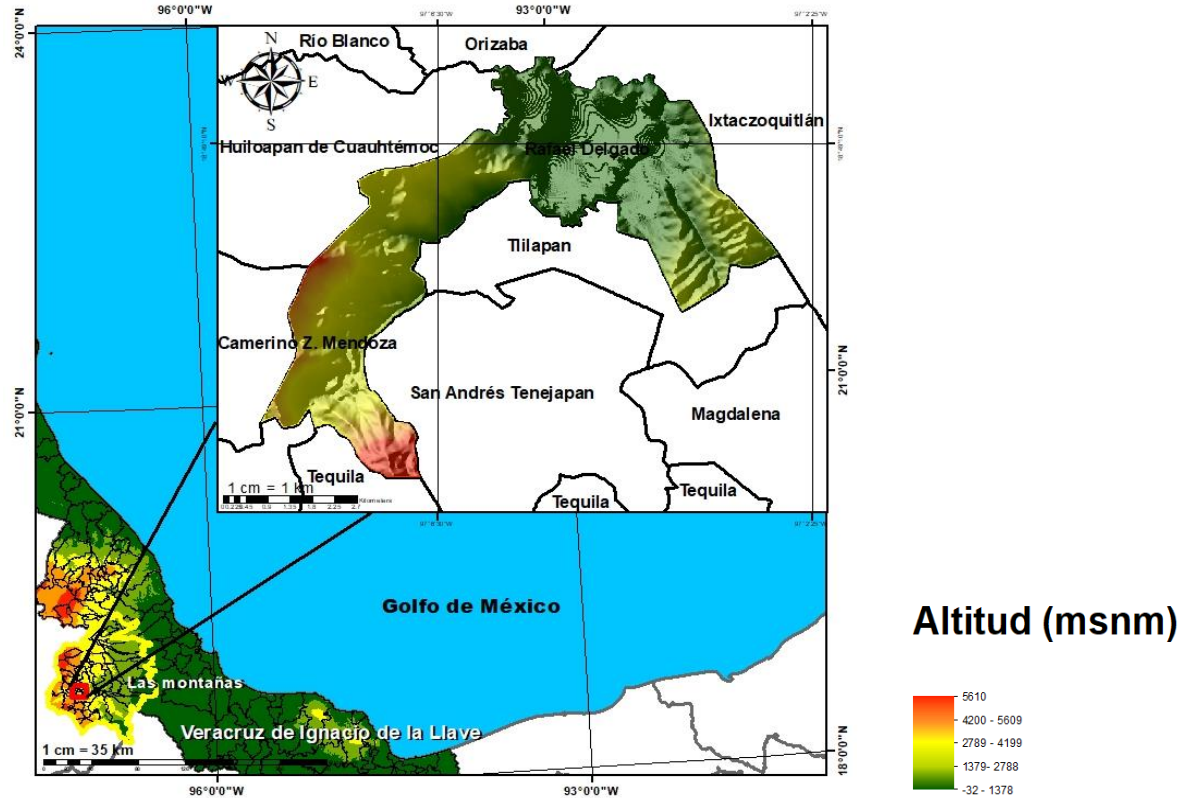 96°0'0"W
93°0'0"W
24°0'0"N
N
W
E
S
Río Blanco
Orizaba
Ixtaczoquitlán
Huiloapan de Cuauhtémoc
Rafael Delgado
Tlilapan
Camerino Z. Mendoza
San Andrés Tenejapan
Magdalena
21°0'0"N
21°0'0"N
Tequila
Tequila
Tequila
1 cm = 1 km
Kilometers
Golfo de México
Las montañas
Veracruz de Ignacio de la Llave
1 cm = 35 km
18°0'0"N
96°0'0"W
93°0'0"W
Altitud (msnm)
5610
4200 - 5609
2789 - 4199
1379- 2788
-32 - 1378